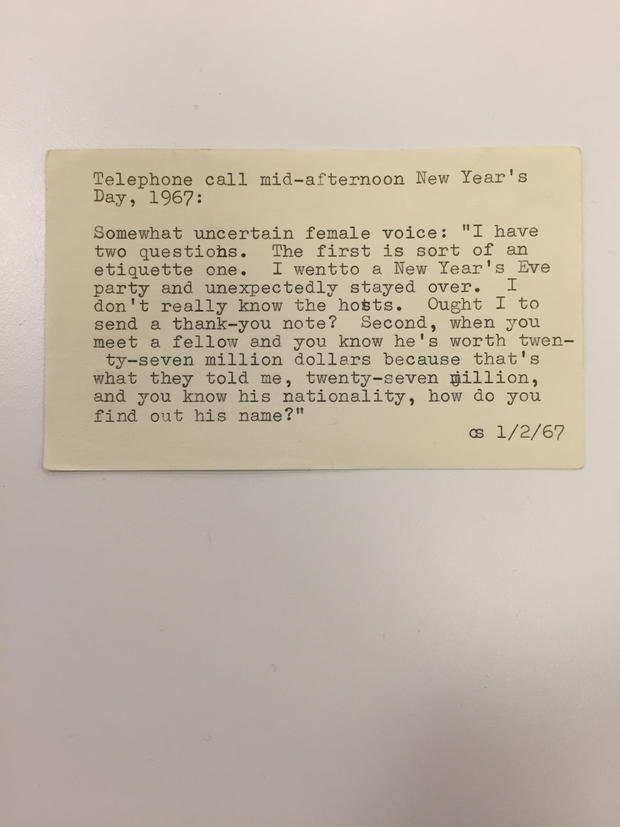 Telephone call mid-afternoon New Year's
Day, 1967:
Somewhat uncertain female voice: "I have
two questions.  The first is sort of an
etiquette one.  I wentto a New Year's Eve
party and unexpectedly stayed over.  I
don't really know the hosts.  Ought I to
send a thank-you note?  Second, when you
meet a fellow and you know he's worth twen-
ty-seven million dollars because that's
what they told me, twenty-seven million,
and you know his nationality, how do you
find out his name?"
cs 1/2/67